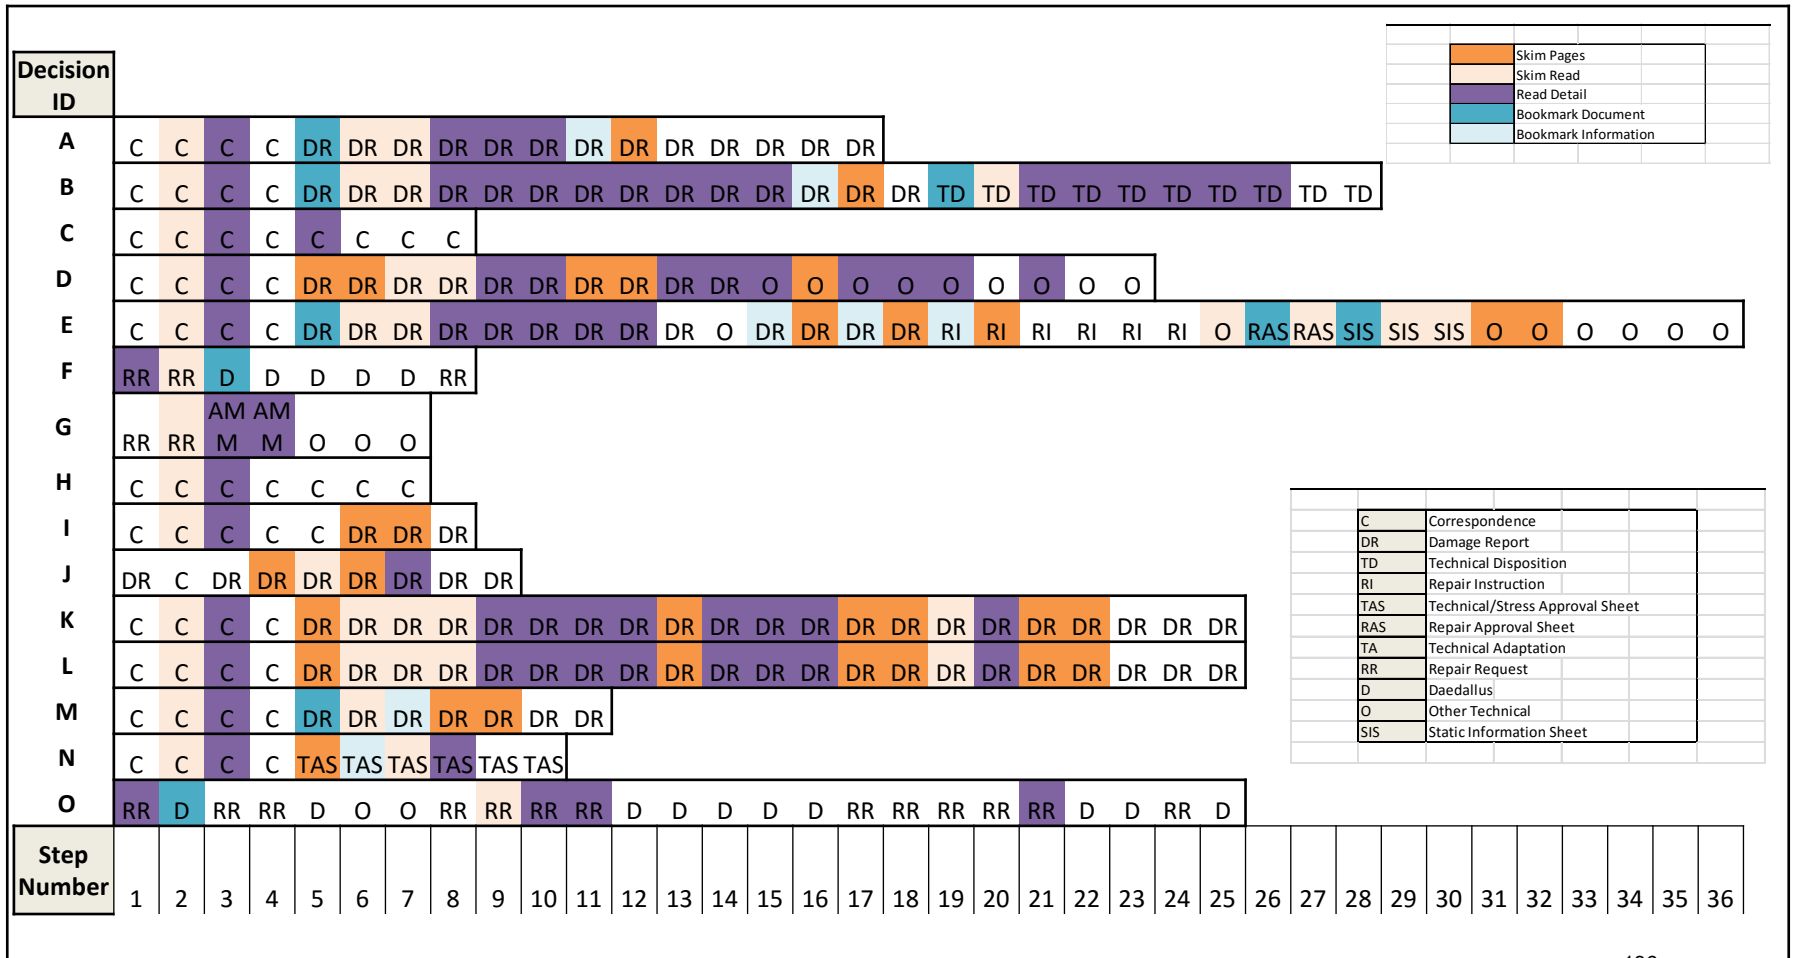 Skim Pages
Skim Read
Read Detail
Bookmark Document
Bookmark Information
Decision
ID
A C C C C DR DR DR DR DR DR DR DR DR DR DR DR DR
B C C C C DR DR DR DR DR DR DR DR DR DR DR DR DR DR TD TD TD TD TD TD TD TD TD TD
C C C C C C C C C
D C C C C DR DR DR DR DR DR DR DR DR DR O O O O O O O O O
E C C C C DR DR DR DR DR DR DR DR DR O DR DR DR DR RI RI RI RI RI RI O RAS RAS SIS SIS SIS O O O O O O
F RR RR D D D D D RR
G RR RR AMM AMM O O O
H C C C C C C C
I C C C C C DR DR DR
J DR C DR DR DR DR DR DR DR
K C C C C DR DR DR DR DR DR DR DR DR DR DR DR DR DR DR DR DR DR DR DR DR
L C C C C DR DR DR DR DR DR DR DR DR DR DR DR DR DR DR DR DR DR DR DR DR
M C C C C DR DR DR DR DR DR DR
N C C C C TAS TAS TAS TAS TAS TAS
O RR D RR RR D O O RR RR RR RR D D D D D RR RR RR RR RR D D RR D
Step
Number
1 2 3 4 5 6 7 8 9 10 11 12 13 14 15 16 17 18 19 20 21 22 23 24 25 26 27 28 29 30 31 32 33 34 35 36
C Correspondence
DR Damage Report
TD Technical Disposition
RI Repair Instruction
TAS Technical/Stress Approval Sheet
RAS Repair Approval Sheet
TA Technical Adaptation
RR Repair Request
D Daedallus
O Other Technical
SIS Static Information Sheet